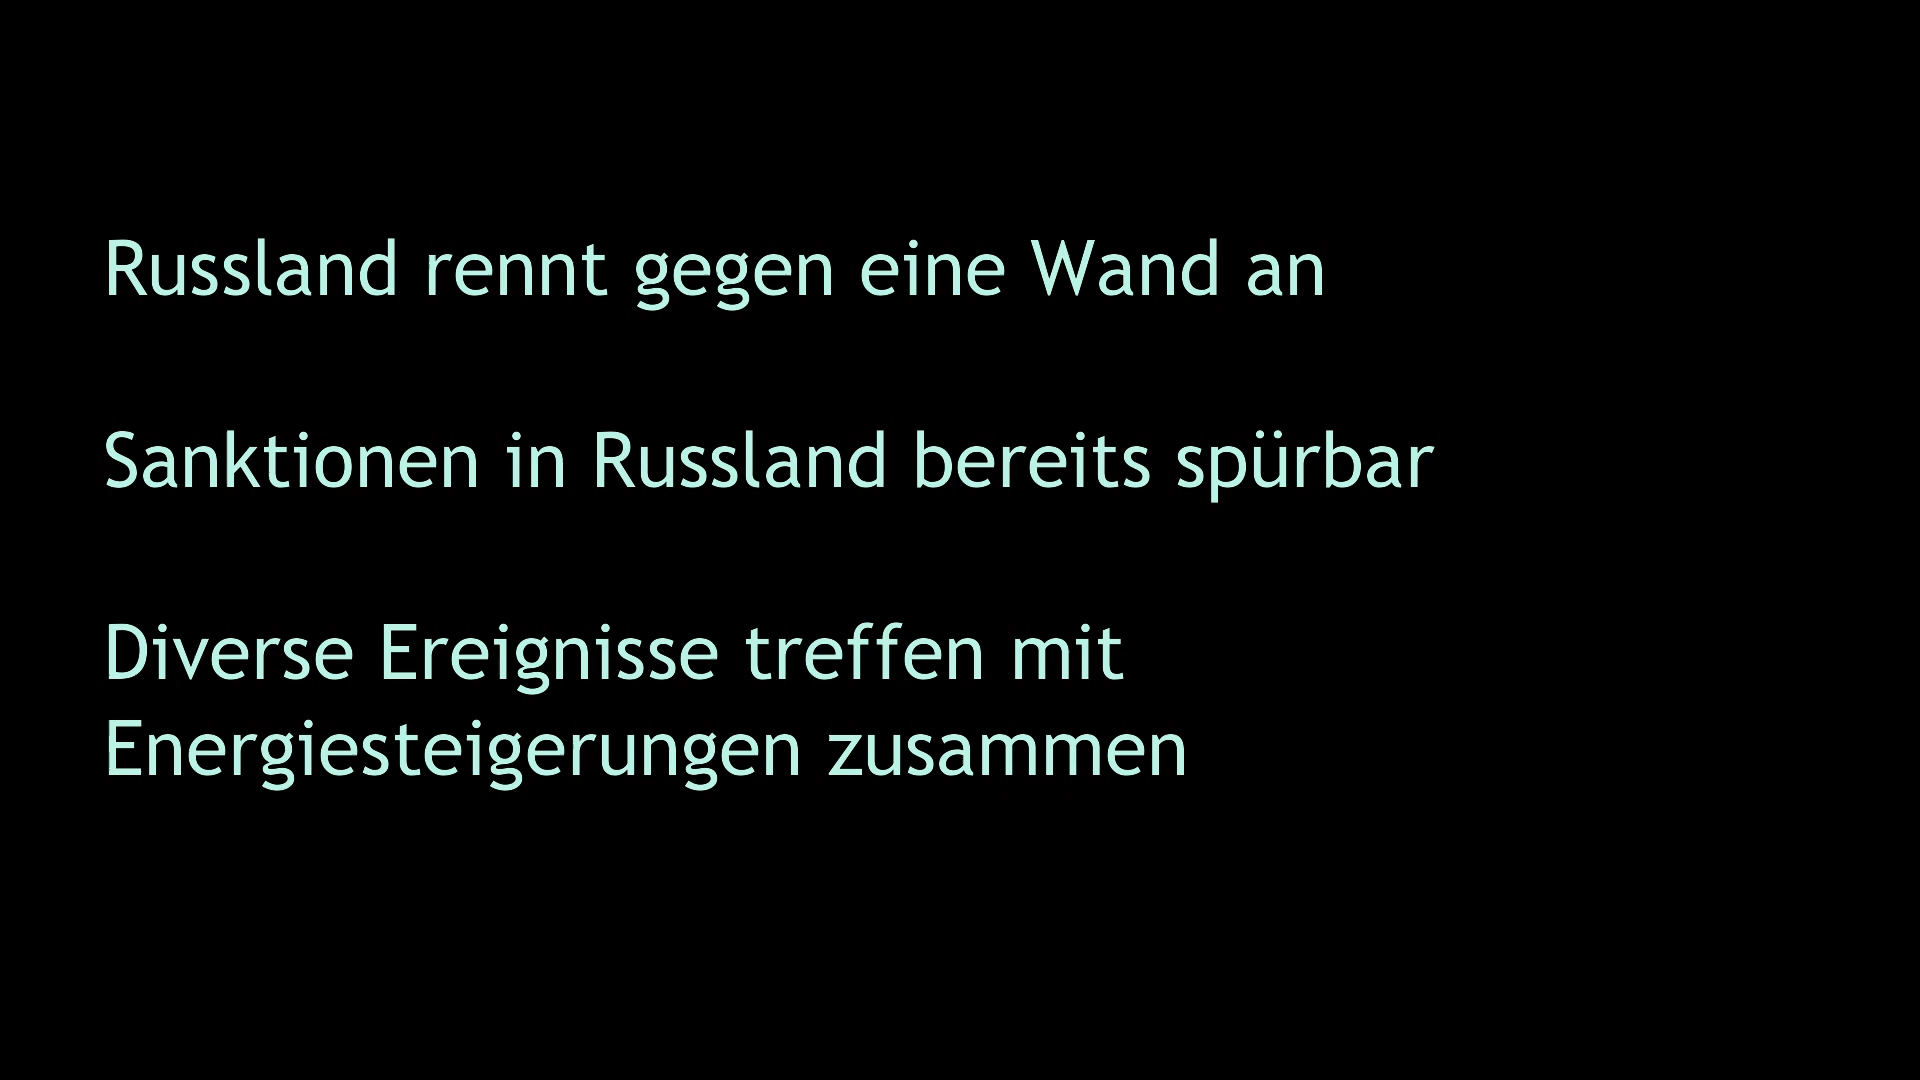 Russland rennt gegen eine Wand an
Sanktionen in Russland bereits spürbar
Diverse Ereignisse treffen mit
Energiesteigerungen zusammen